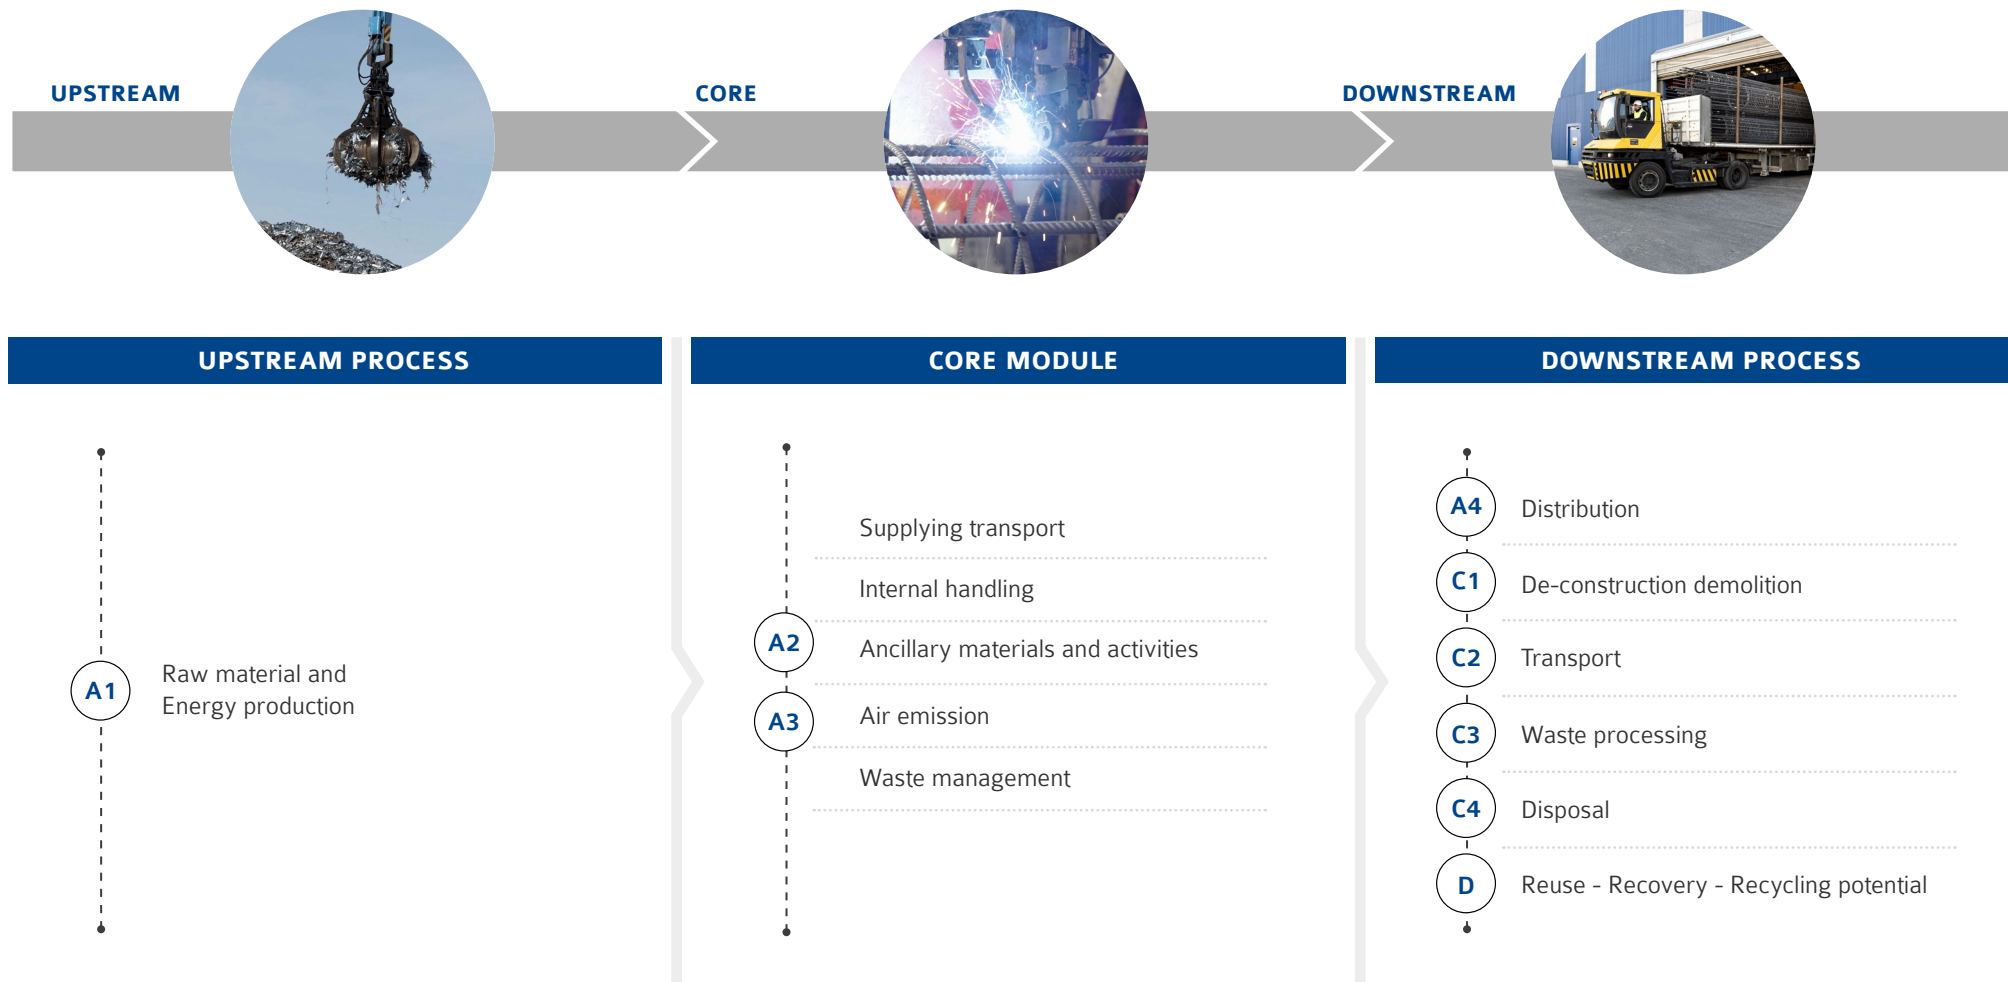 UPSTREAM
CORE
DOWNSTREAM
UPSTREAM PROCESS
A1
Raw material and
Energy production
CORE MODULE
A2
A3
Supplying transport
Internal handling
Ancillary materials and activities
Air emission
Waste management
DOWNSTREAM PROCESS
A4 Distribution
C1 De-construction demolition
C2 Transport
C3 Waste processing
C4 Disposal
D Reuse - Recovery - Recycling potential